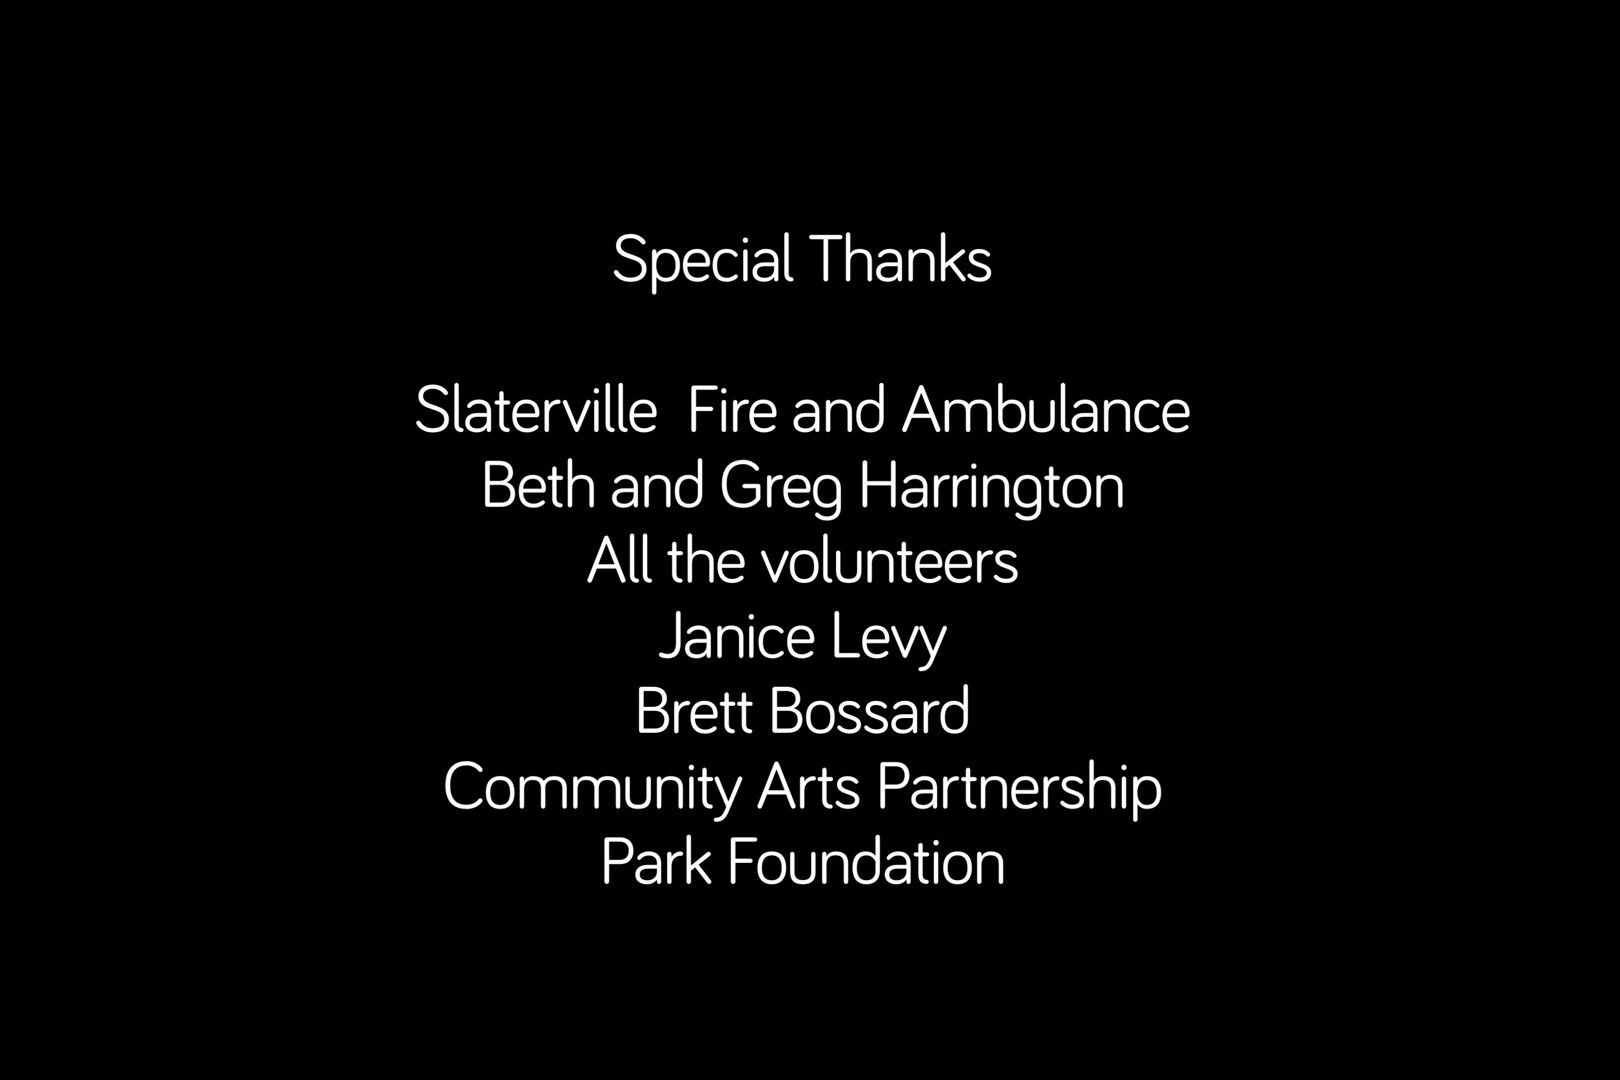 Special Thanks
Slaterville  Fire and Ambulance
Beth and Greg Harrington
All the volunteers
Janice Levy
Brett Bossard
Community Arts Partnership
Park Foundation